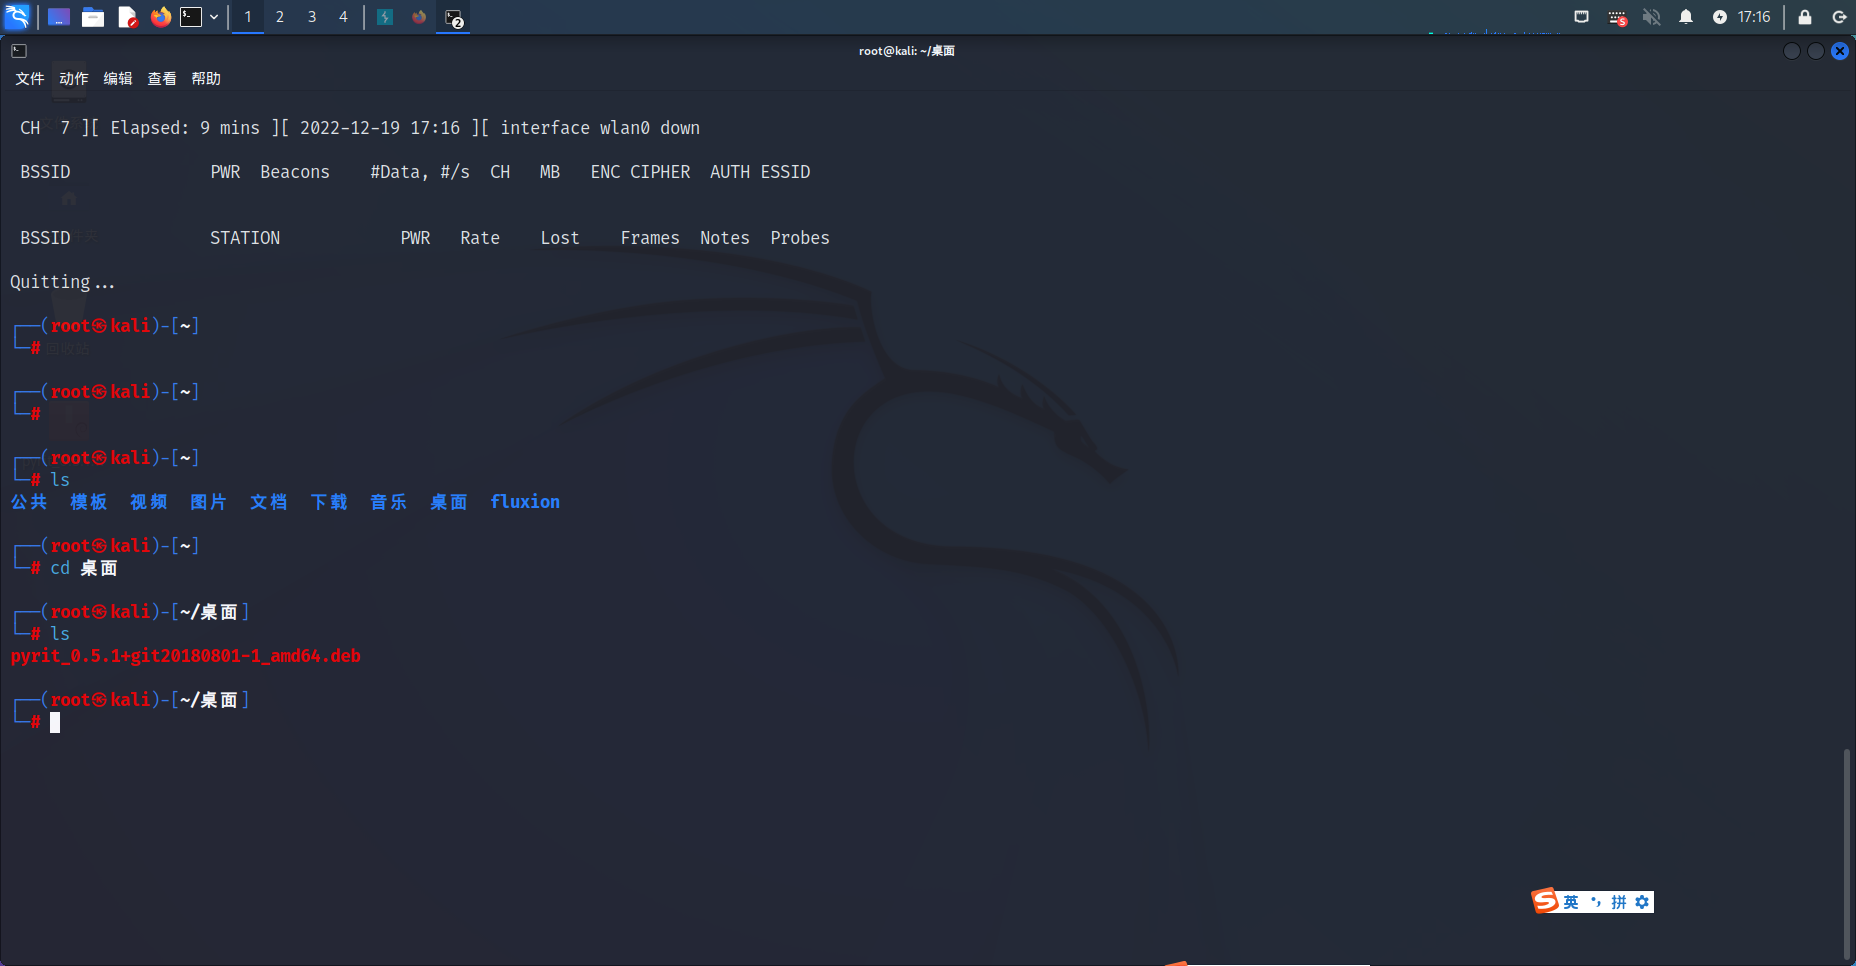 1 2 3 4 2 S 17:16
root@kali: ~/桌面
文件 动作 编辑 查看 帮助
CH 7 ][ Elapsed: 9 mins ][ 2022-12-19 17:16 ][ interface wlan0 down
BSSID PWR Beacons #Data, #/s CH MB ENC CIPHER AUTH ESSID
BSSID STATION PWR Rate Lost Frames Notes Probes
Quitting...
┌──(root㉿kali)-[~]
└─# 回收站
┌──(root㉿kali)-[~]
└─#
┌──(root㉿kali)-[~]
└─# ls
公共 模板 视频 图片 文档 下载 音乐 桌面 fluxion
┌──(root㉿kali)-[~]
└─# cd 桌面
┌──(root㉿kali)-[~/桌面]
└─# ls
pyrit_0.5.1+git20180801-1_amd64.deb
┌──(root㉿kali)-[~/桌面]
└─#
S 英 •, 拼